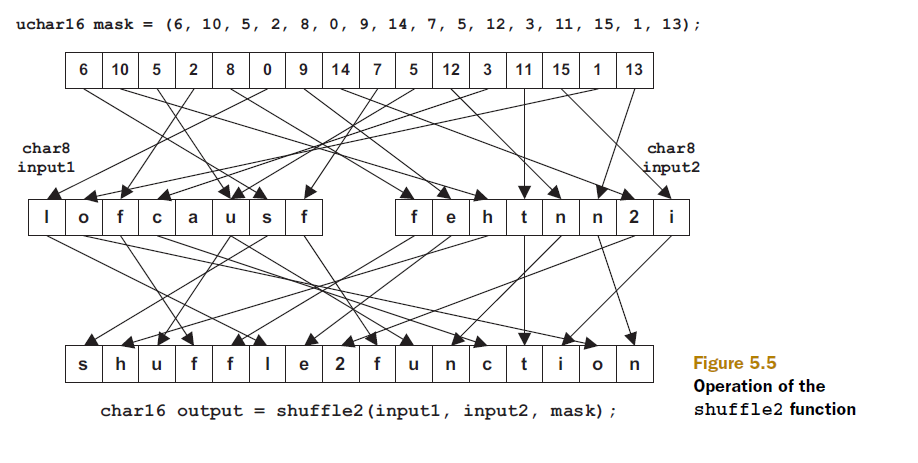 uchar16 mask = (6, 10, 5, 2, 8, 0, 9, 14, 7, 5, 12, 3, 11, 15, 1, 13);
6 10 5 2 8 0 9 14 7 5 12 3 11 15 1 13
char8
input1
char8
input2
l o f c a u s f
f e h t n n 2 i
s h u f f l e 2 f u n c t i o n
char16 output = shuffle2(input1, input2, mask);
Figure 5.5
Operation of the
shuffle2 function